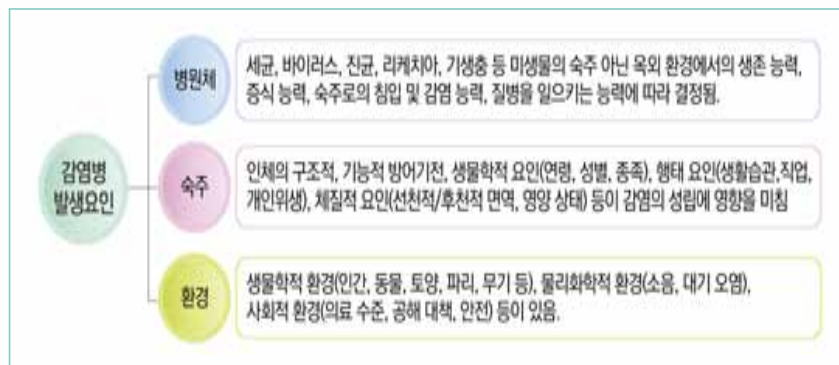 감염병
발생요인
병원체
세균, 바이러스, 진균, 리케치아, 기생충 등 미생물의 숙주 아닌 옥외 환경에서의 생존 능력,
증식 능력, 숙주로의 침입 및 감염 능력, 질병을 일으키는 능력에 따라 결정됨.
숙주
인체의 구조적, 기능적 방어기전, 생물학적 요인(연령, 성별, 종족), 행태 요인(생활습관,직업,
개인위생), 체질적 요인(선천적/후천적 면역, 영양 상태) 등이 감염의 성립에 영향을 미침
환경
생물학적 환경(인간, 동물, 토양, 파리, 무기 등), 물리화학적 환경(소음, 대기 오염),
사회적 환경(의료 수준, 공해 대책, 안전) 등이 있음.